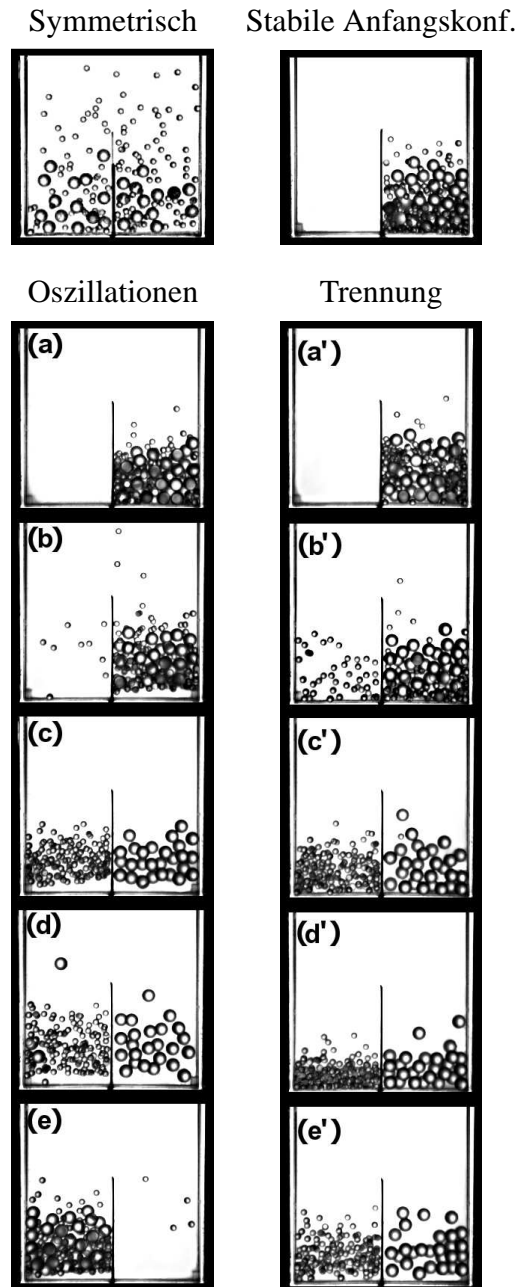 Symmetrisch Stabile Anfangskonf.
Oszillationen Trennung
(a) (a')
(b) (b')
(c) (c')
(d) (d')
(e) (e')